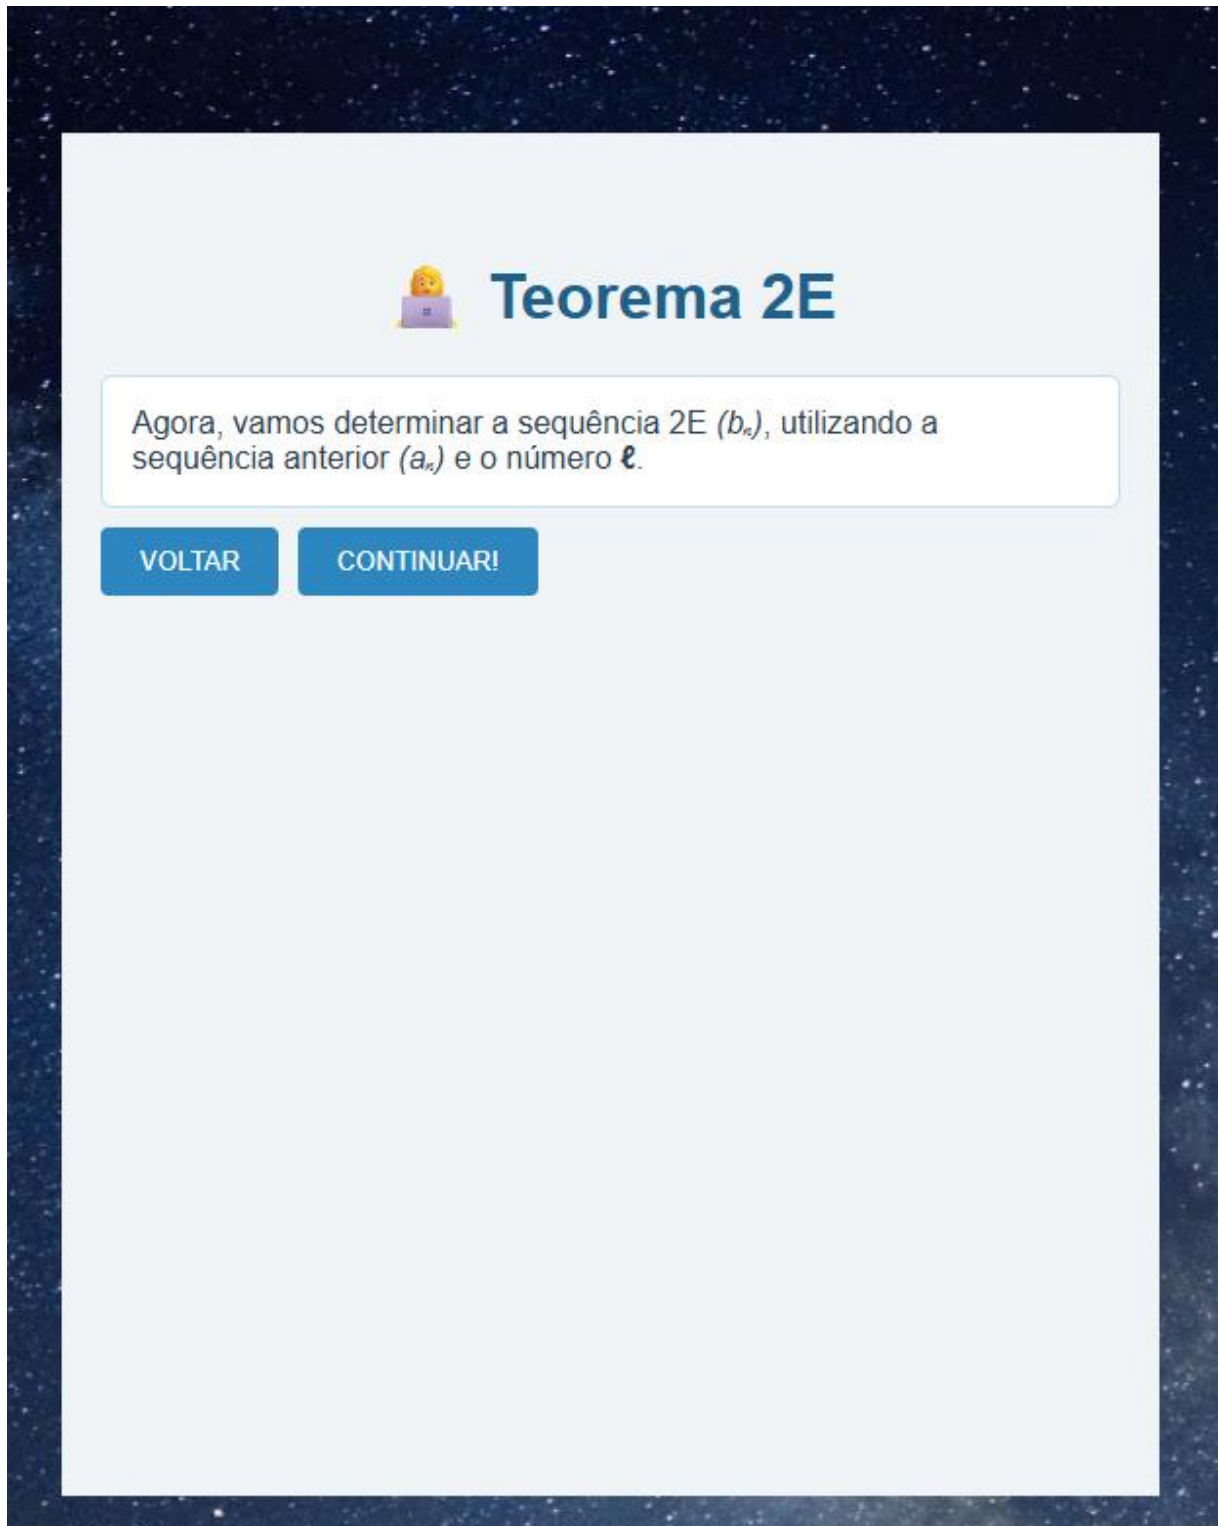 Teorema 2E
Agora, vamos determinar a sequência 2E (bₙ), utilizando a
sequência anterior (aₙ) e o número ℓ.
VOLTAR
CONTINUAR!